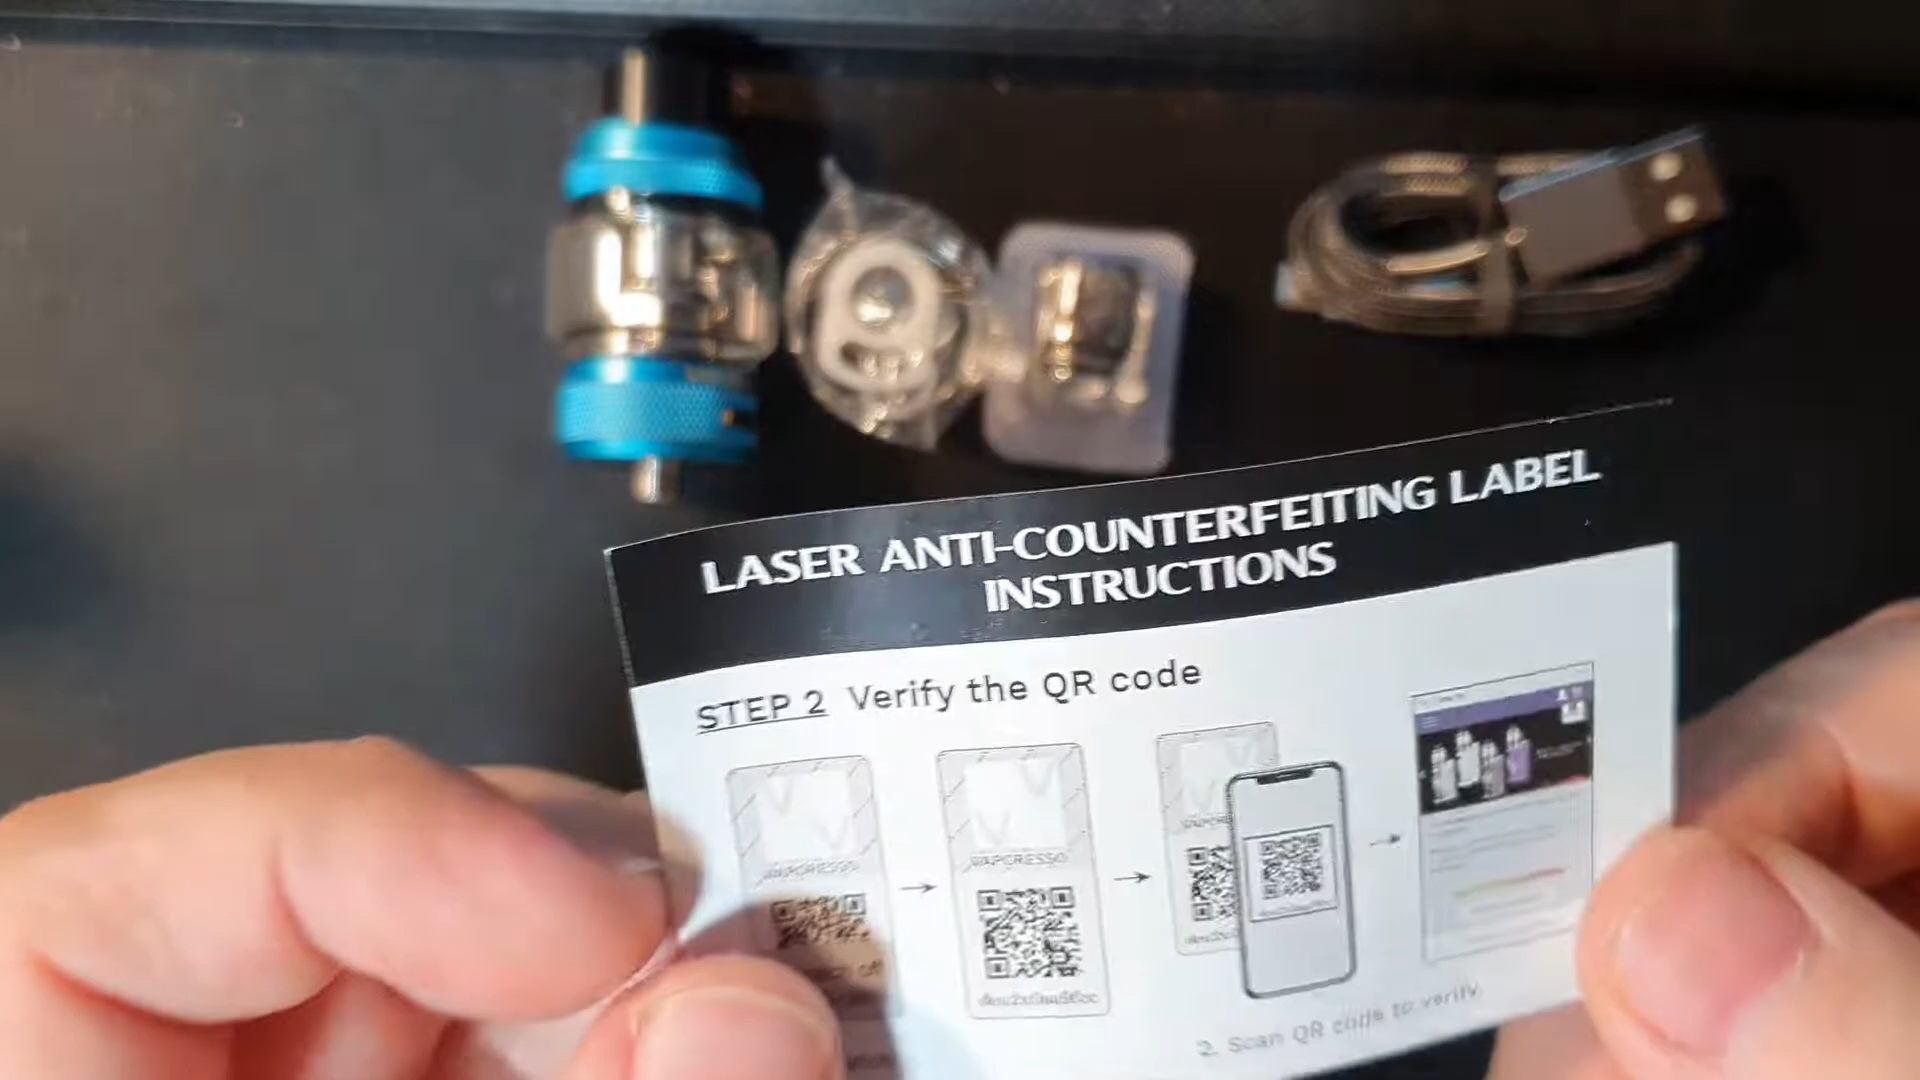 LASER ANTI-COUNTERFEITING LABEL
INSTRUCTIONS
STEP 2 Verify the QR code
VAPORESSO
VAPORESSO
2. Scan QR code to verify.